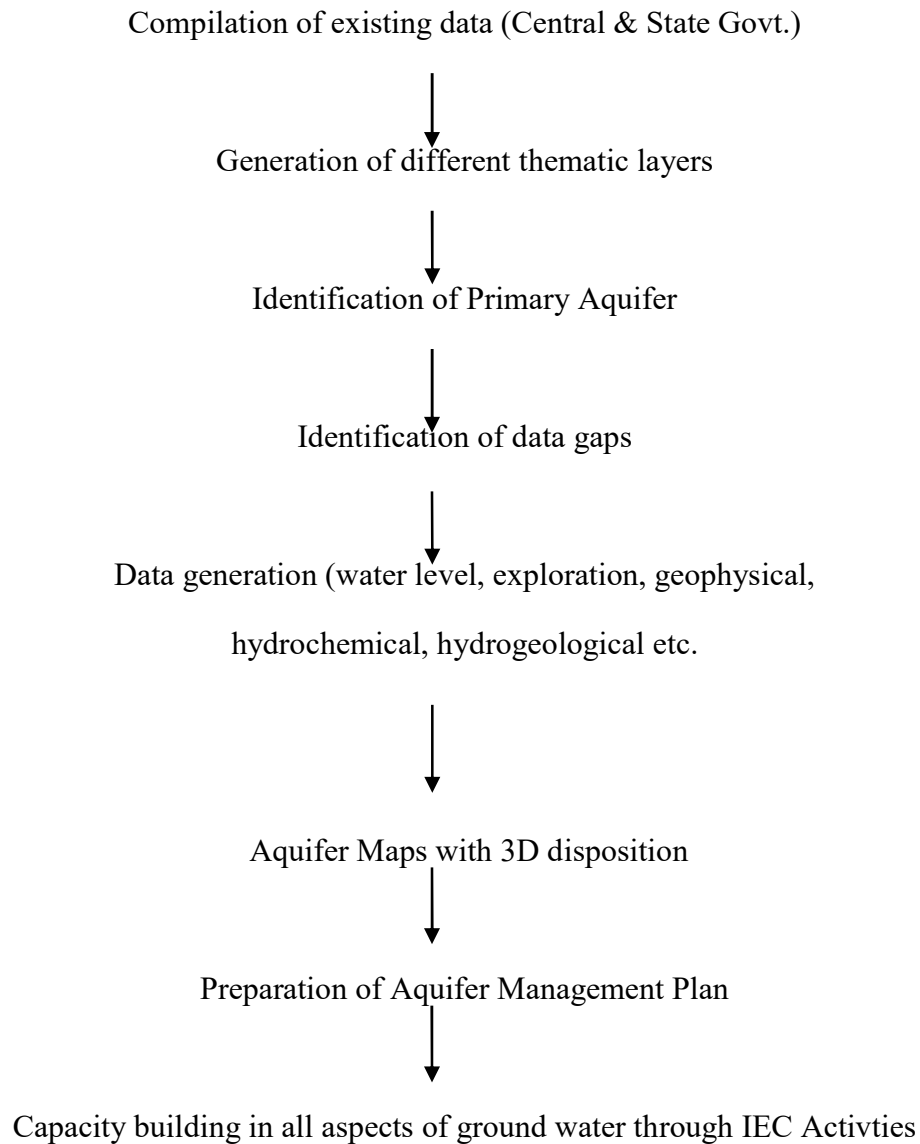 Compilation of existing data (Central & State Govt.)
Generation of different thematic layers
Identification of Primary Aquifer
Identification of data gaps
Data generation (water level, exploration, geophysical,
hydrochemical, hydrogeological etc.
Aquifer Maps with 3D disposition
Preparation of Aquifer Management Plan
Capacity building in all aspects of ground water through IEC Activties